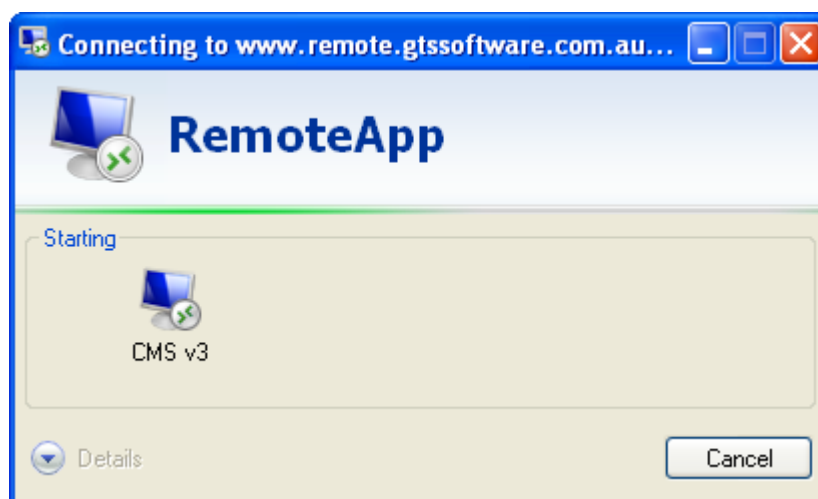 Connecting to www.remote.gtssoftware.com.au...
RemoteApp
Starting
CMS v3
Details
Cancel